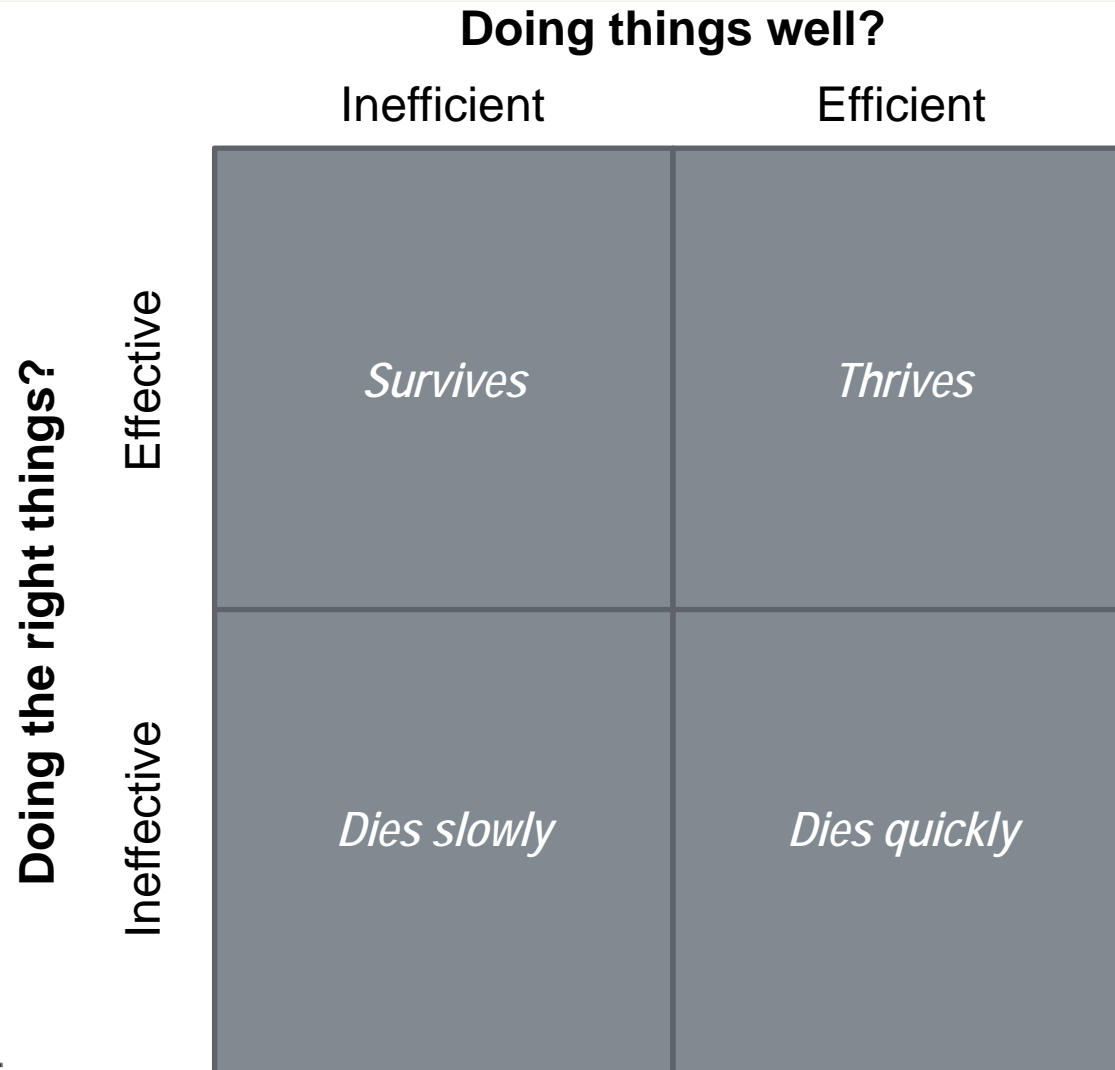 Doing things well?
Inefficient
Efficient
Doing the right things?
Effective
Survives
Thrives
Ineffective
Dies slowly
Dies quickly